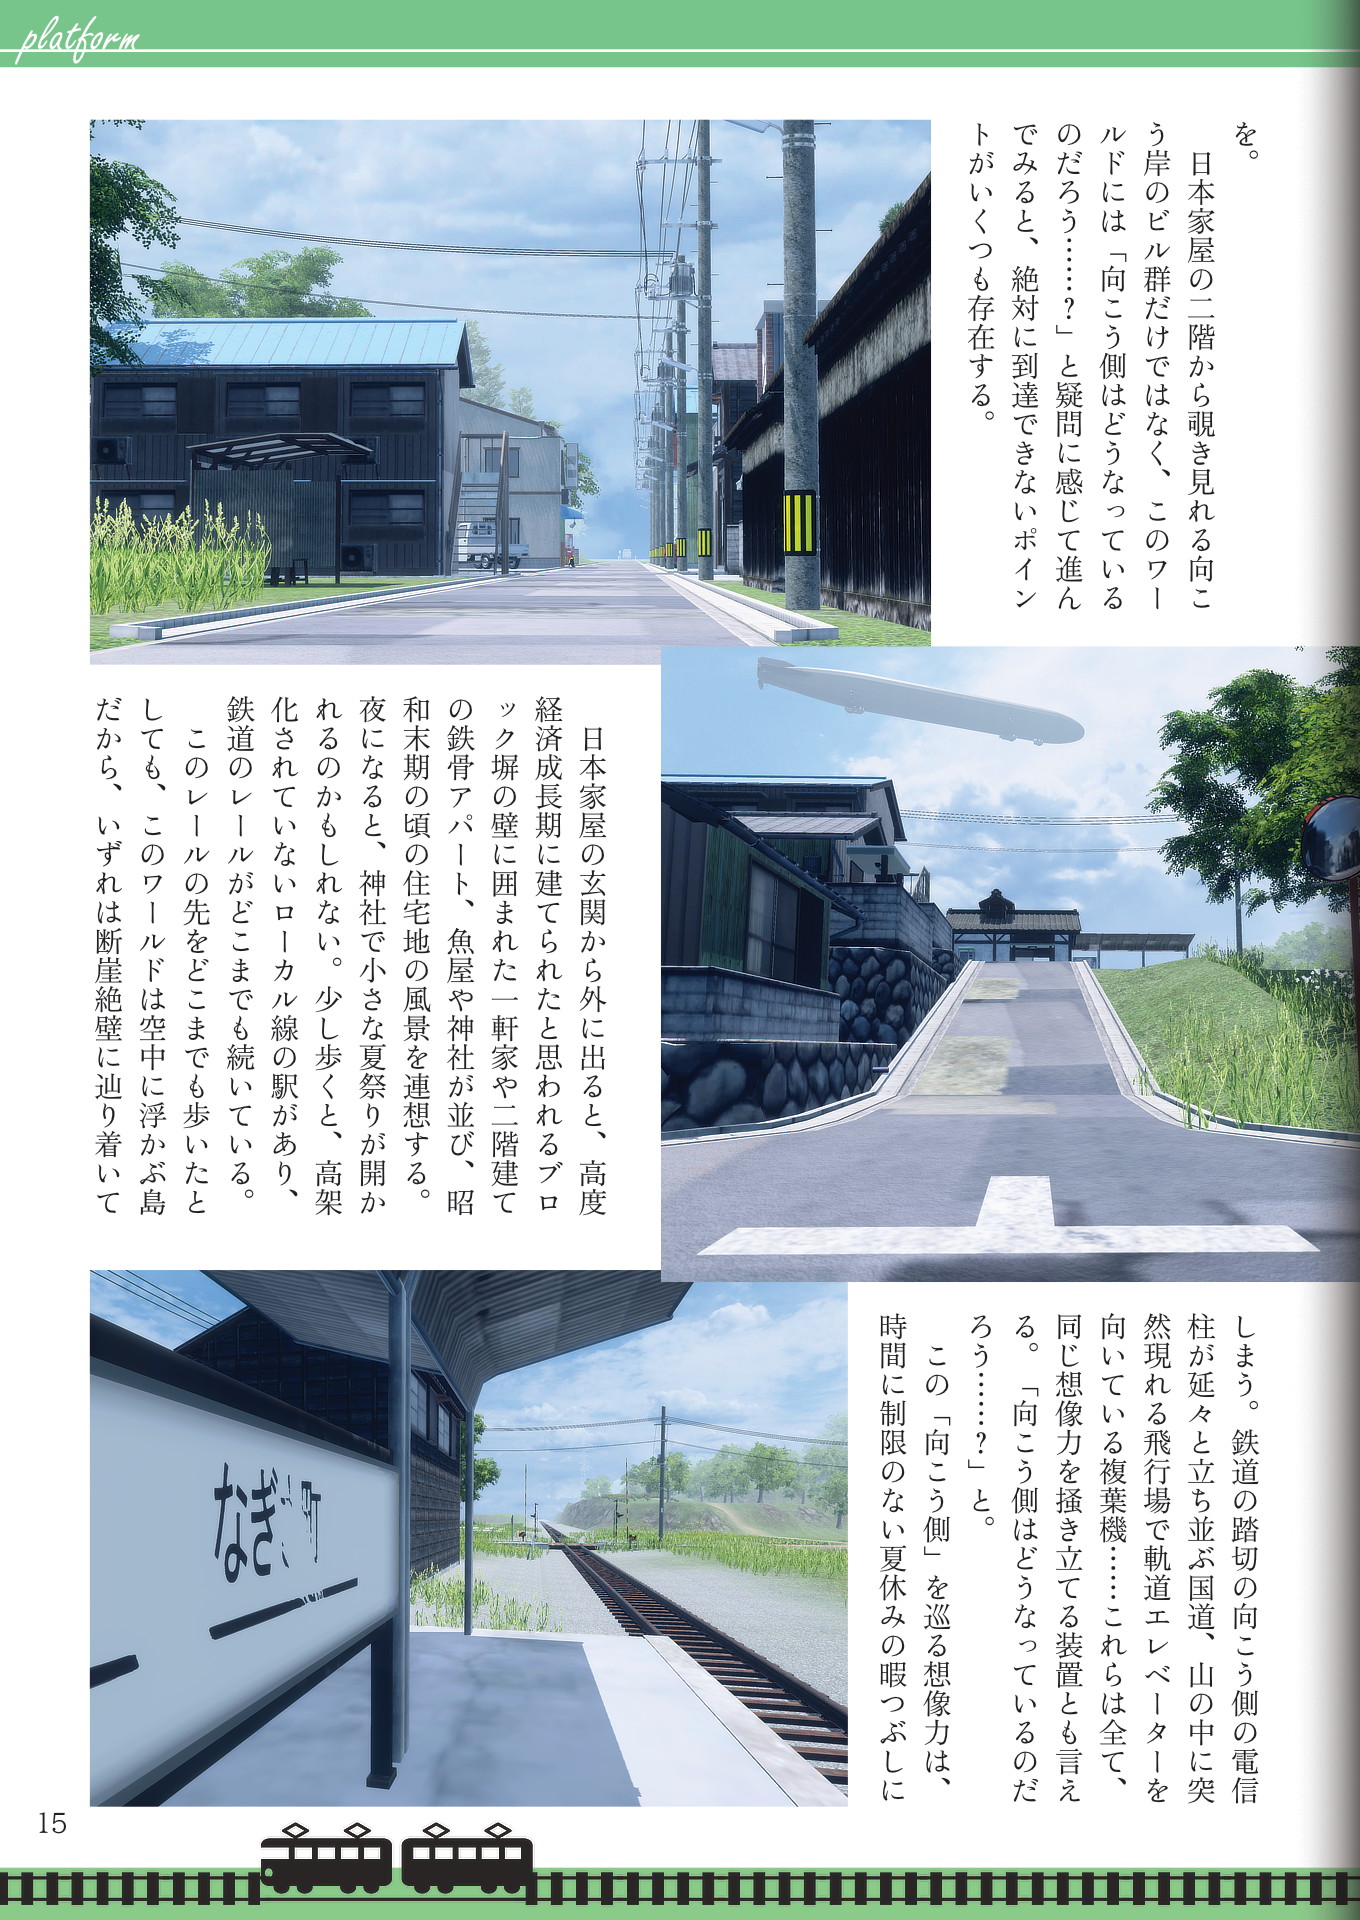 platform
を。
　日本家屋の二階から覗き見れる向こ
う岸のビル群だけではなく、このワー
ルドには「向こう側はどうなっている
のだろう……？」と疑問に感じて進ん
でみると、絶対に到達できないポイン
トがいくつも存在する。
　日本家屋の玄関から外に出ると、高度
経済成長期に建てられたと思われるブロ
ック塀の壁に囲まれた一軒家や二階建て
の鉄骨アパート、魚屋や神社が並び、昭
和末期の頃の住宅地の風景を連想する。
夜になると、神社で小さな夏祭りが開か
れるのかもしれない。少し歩くと、高架
化されていないローカル線の駅があり、
鉄道のレールがどこまでも続いている。
　このレールの先をどこまでも歩いたと
しても、このワールドは空中に浮かぶ島
だから、いずれは断崖絶壁に辿り着いて
しまう。鉄道の踏切の向こう側の電信
柱が延々と立ち並ぶ国道、山の中に突
然現れる飛行場で軌道エレベーターを
向いている複葉機……これらは全て、
同じ想像力を掻き立てる装置とも言え
る。「向こう側はどうなっているのだ
ろう……？」と。
　この「向こう側」を巡る想像力は、
時間に制限のない夏休みの暇つぶしに
なぎさ町
15